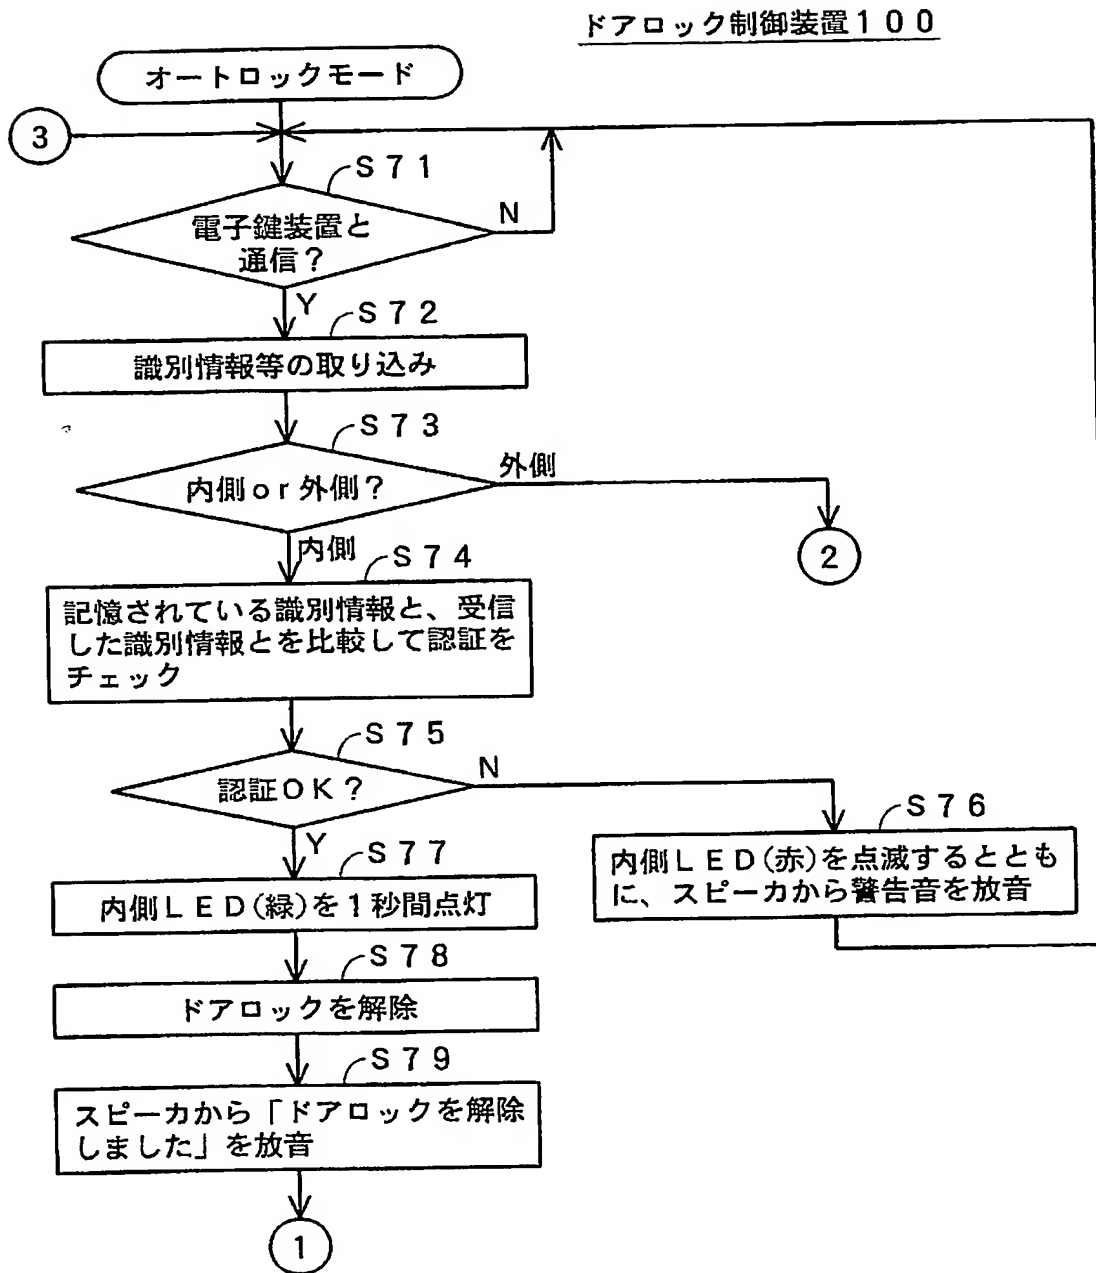 ドアロック制御装置100
オートロックモード
3
S71
電子鍵装置と
通信？
N
Y
S72
識別情報等の取り込み
S73
内側or外側？
外側
2
内側
S74
記憶されている識別情報と、受信
した識別情報とを比較して認証を
チェック
S75
認証OK？
N
Y
S76
内側LED(赤)を点滅するととも
に、スピーカから警告音を放音
S77
内側LED(緑)を1秒間点灯
S78
ドアロックを解除
S79
スピーカから「ドアロックを解除
しました」を放音
1